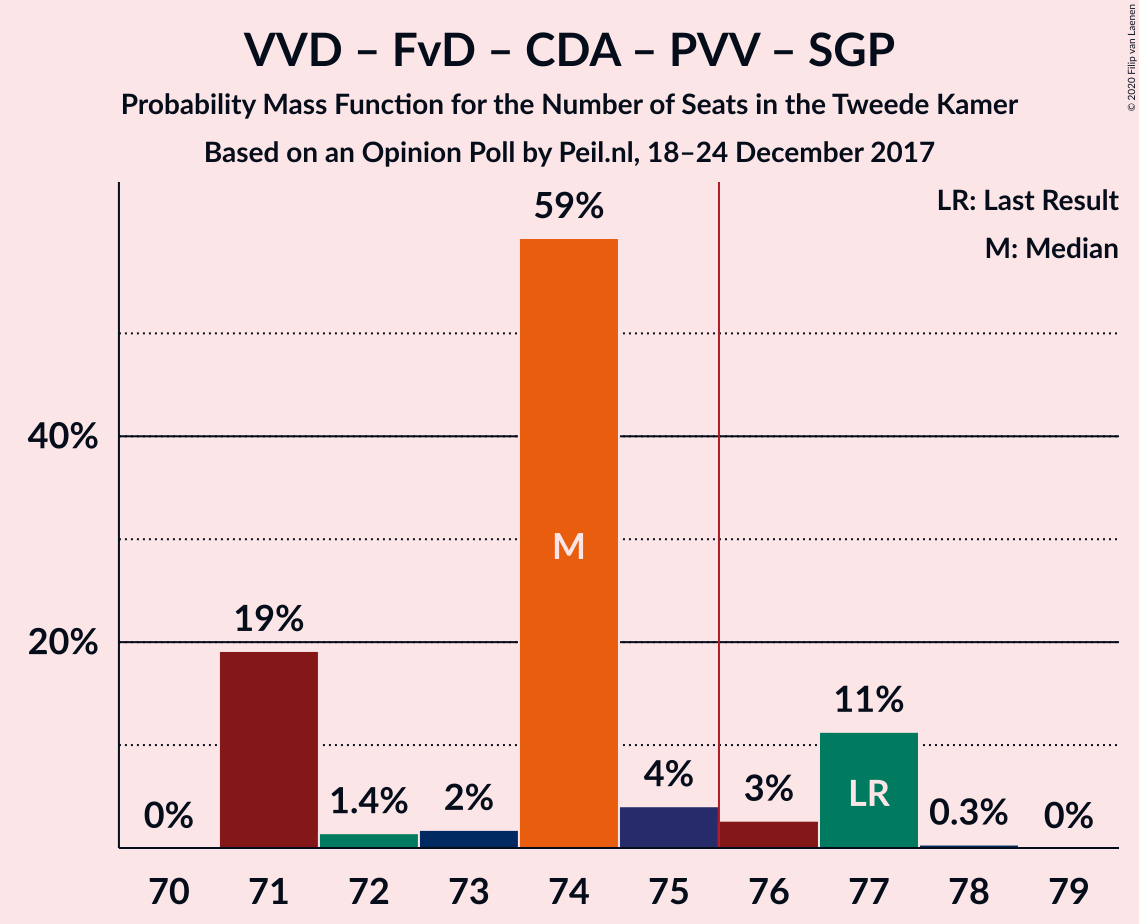 VVD – FvD – CDA – PVV – SGP
Probability Mass Function for the Number of Seats in the Tweede Kamer
Based on an Opinion Poll by Peil.nl, 18–24 December 2017
© 2020 Filip van Laenen
LR: Last Result
M: Median
40%
20%
0%
19%
1.4%
2%
59%
4%
3%
11%
0.3%
0%
M
LR
70 71 72 73 74 75 76 77 78 79